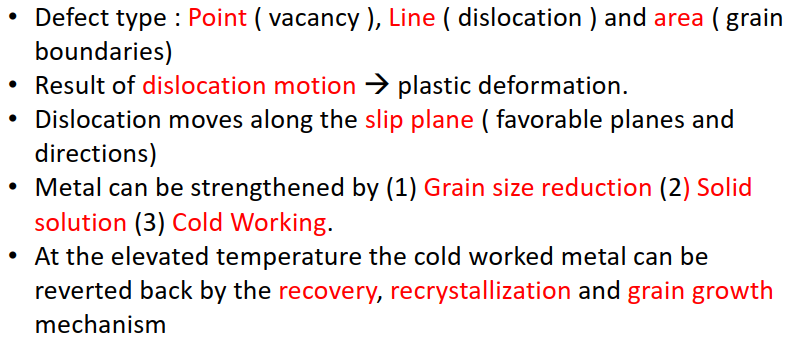 • Defect type : Point ( vacancy ), Line ( dislocation ) and area ( grain
boundaries)
• Result of dislocation motion → plastic deformation.
• Dislocation moves along the slip plane ( favorable planes and
directions)
• Metal can be strengthened by (1) Grain size reduction (2) Solid
solution (3) Cold Working.
• At the elevated temperature the cold worked metal can be
reverted back by the recovery, recrystallization and grain growth
mechanism